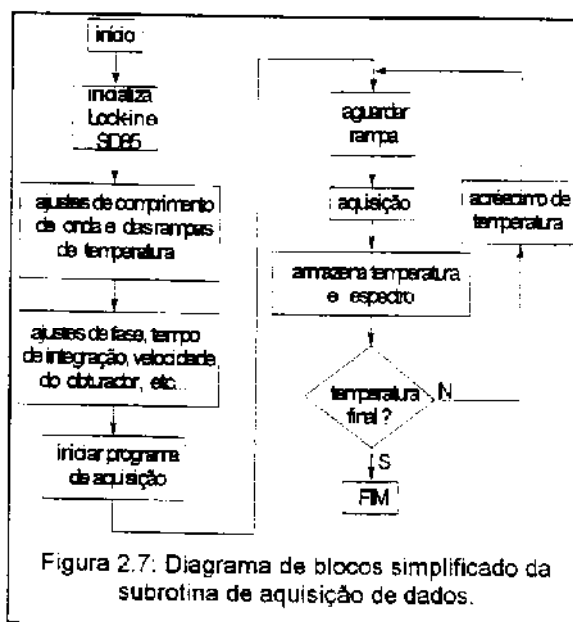 início
inicializa
Lock-in e
SD85
ajustes de comprimento
de onda e das rampas
de temperatura
ajustes de fase, tempo
de integração, velocidade
do obturador, etc...
iniciar programa
de aquisição
aguardar
rampa
aquisição
armazena temperatura
e espectro
acréscimo de
temperatura
temperatura
final ?
N
S
FIM
Figura 2.7: Diagrama de blocos simplificado da
subrotina de aquisição de dados.